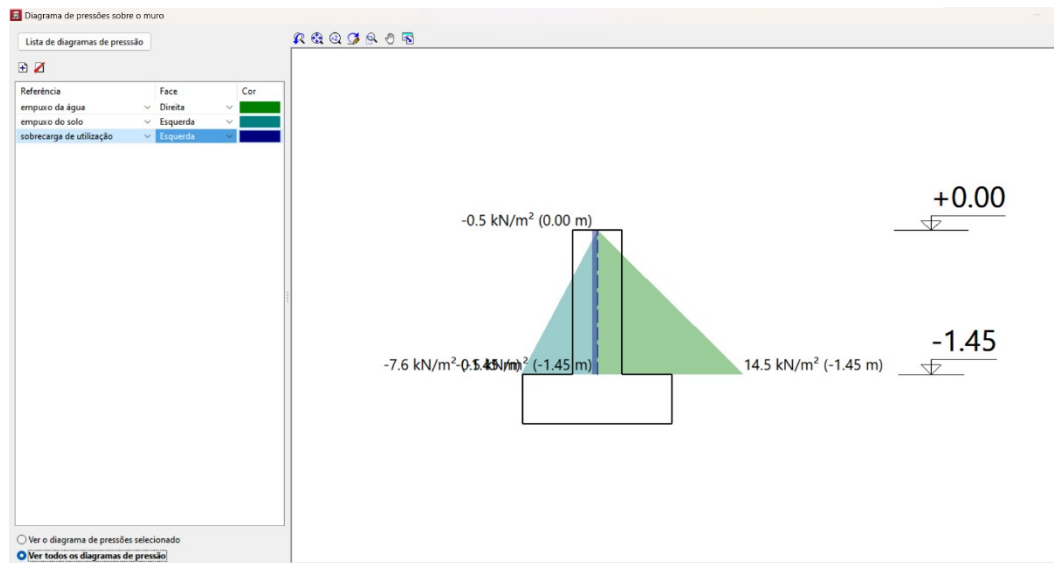 Diagrama de pressões sobre o muro
Lista de diagramas de presssão
Referência Face Cor
empuxo da água Direita
empuxo do solo Esquerda
sobrecarga de utilização Esquerda
+0.00
-0.5 kN/m² (0.00 m)
-1.45
-7.6 kN/m² (-1.45 m) 14.5 kN/m² (-1.45 m)
Ver o diagrama de pressões selecionado
Ver todos os diagramas de pressão